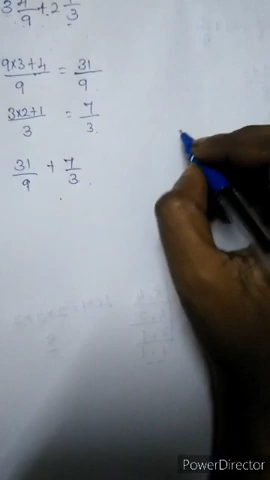 3 4/9 + 2 1/3
9×3+4/9 = 31/9
3×2+1/3 = 7/3
31/9 + 7/3
PowerDirector